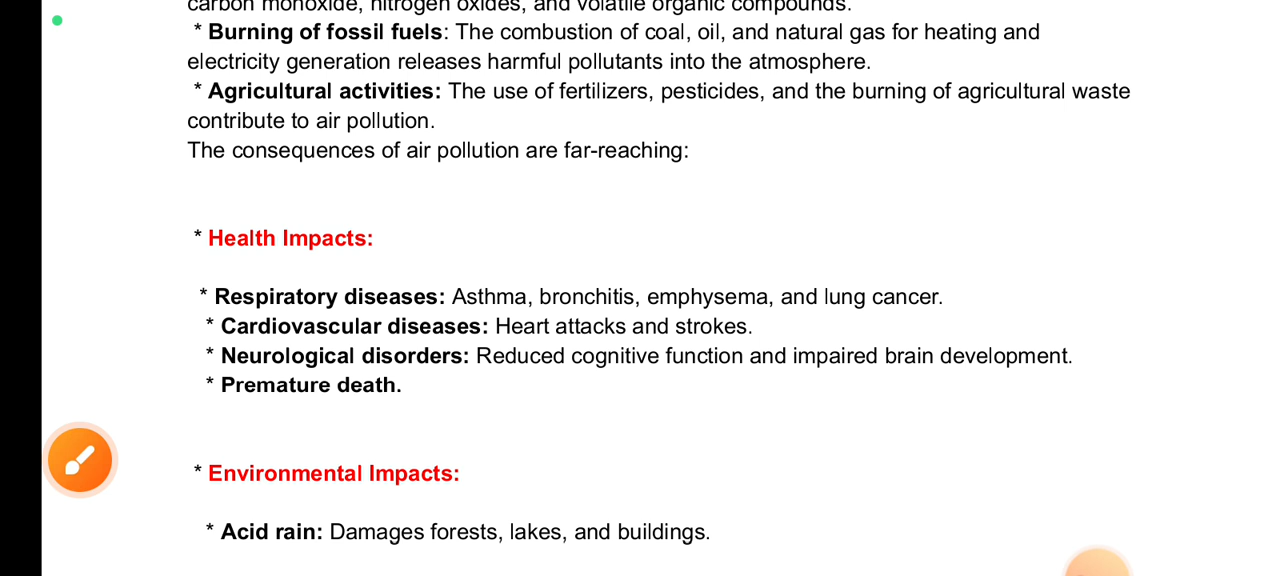 carbon monoxide, nitrogen oxides, and volatile organic compounds.
* Burning of fossil fuels: The combustion of coal, oil, and natural gas for heating and
electricity generation releases harmful pollutants into the atmosphere.
* Agricultural activities: The use of fertilizers, pesticides, and the burning of agricultural waste
contribute to air pollution.
The consequences of air pollution are far-reaching:
* Health Impacts:
* Respiratory diseases: Asthma, bronchitis, emphysema, and lung cancer.
* Cardiovascular diseases: Heart attacks and strokes.
* Neurological disorders: Reduced cognitive function and impaired brain development.
* Premature death.
* Environmental Impacts:
* Acid rain: Damages forests, lakes, and buildings.